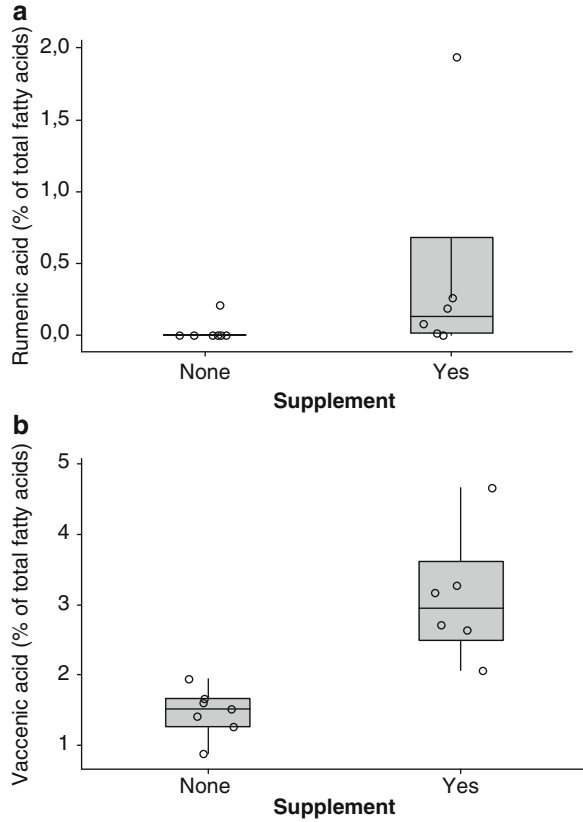 a
Rumenic acid (% of total fatty acids)
2,0
1,5
1,0
0,5
0,0
None
Yes
Supplement
b
Vaccenic acid (% of total fatty acids)
5
4
3
2
1
None
Yes
Supplement